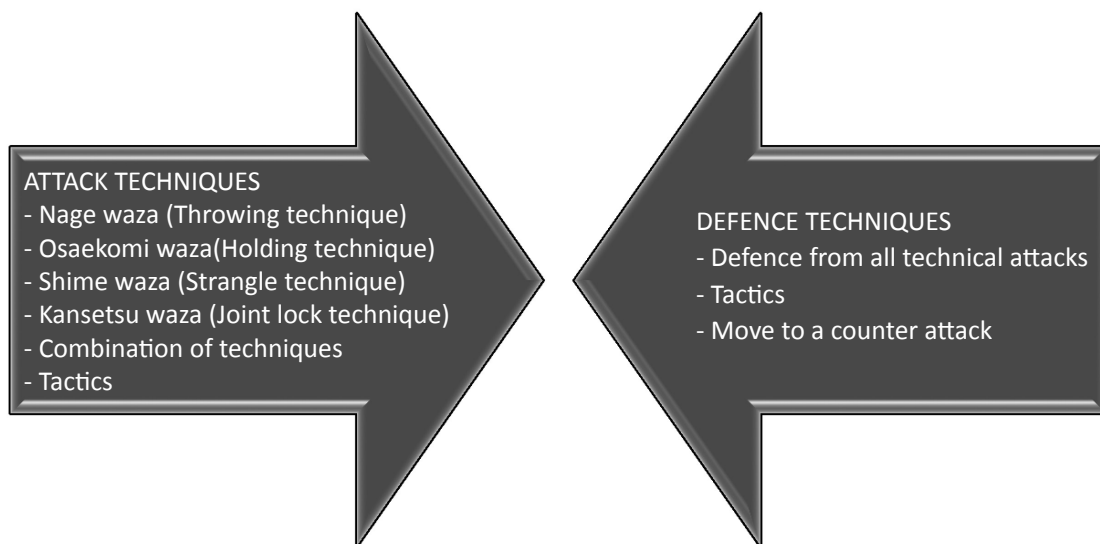 ATTACK TECHNIQUES
- Nage waza (Throwing technique)
- Osaekomi waza(Holding technique)
- Shime waza (Strangle technique)
- Kansetsu waza (Joint lock technique)
- Combination of techniques
- Tactics
DEFENCE TECHNIQUES
- Defence from all technical attacks
- Tactics
- Move to a counter attack